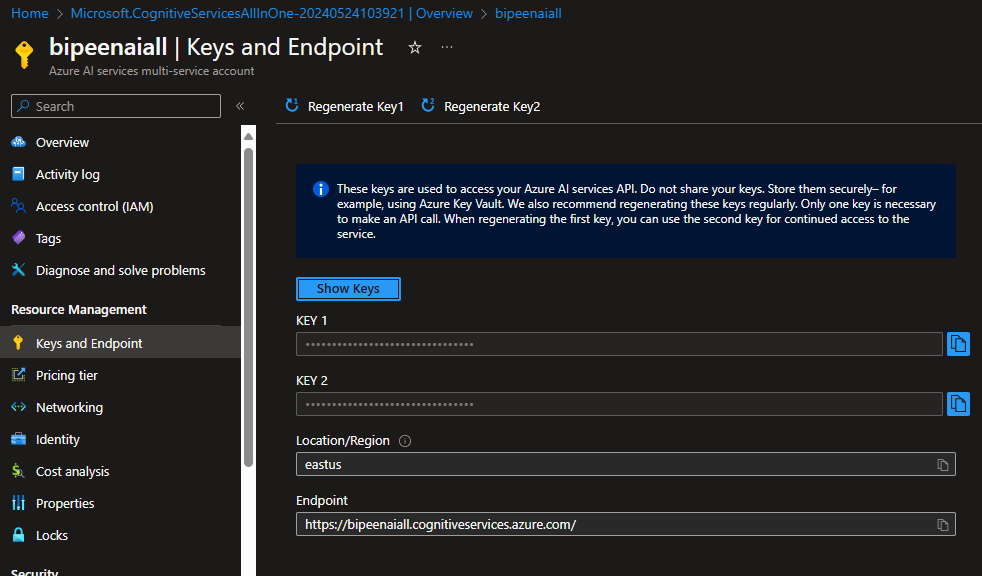 Home > Microsoft.CognitiveServicesAllInOne-20240524103921 | Overview > bipeenaiall
bipeenaiall | Keys and Endpoint
Azure AI services multi-service account
Search
Overview
Activity log
Access control (IAM)
Tags
Diagnose and solve problems
Resource Management
Keys and Endpoint
Pricing tier
Networking
Identity
Cost analysis
Properties
Locks
Security
Regenerate Key1 Regenerate Key2
These keys are used to access your Azure AI services API. Do not share your keys. Store them securely– for
example, using Azure Key Vault. We also recommend regenerating these keys regularly. Only one key is necessary
to make an API call. When regenerating the first key, you can use the second key for continued access to the
service.
Show Keys
KEY 1
KEY 2
Location/Region
eastus
Endpoint
https://bipeenaiall.cognitiveservices.azure.com/